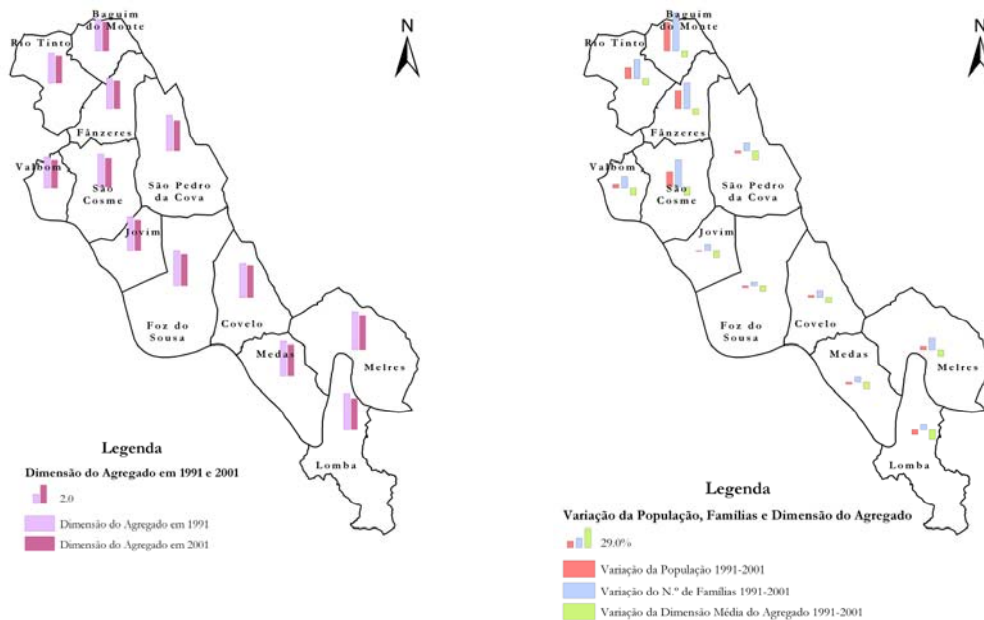 N
Baguim
do Monte
Rio Tinto
Fânzeres
Valbom
São
Cosme
São Pedro
da Cova
Jovim
Foz do
Sousa
Covelo
Medas
Melres
Lomba
Legenda
Dimensão do Agregado em 1991 e 2001
2.0
Dimensão do Agregado em 1991
Dimensão do Agregado em 2001
N
Baguim
do Monte
Rio Tinto
Fânzeres
Valbom
São
Cosme
São Pedro
da Cova
Jovim
Foz do
Sousa
Covelo
Medas
Melres
Lomba
Legenda
Variação da População, Famílias e Dimensão do Agregado
29.0%
Variação da População 1991-2001
Variação do N.º de Famílias 1991-2001
Variação da Dimensão Média do Agregado 1991-2001